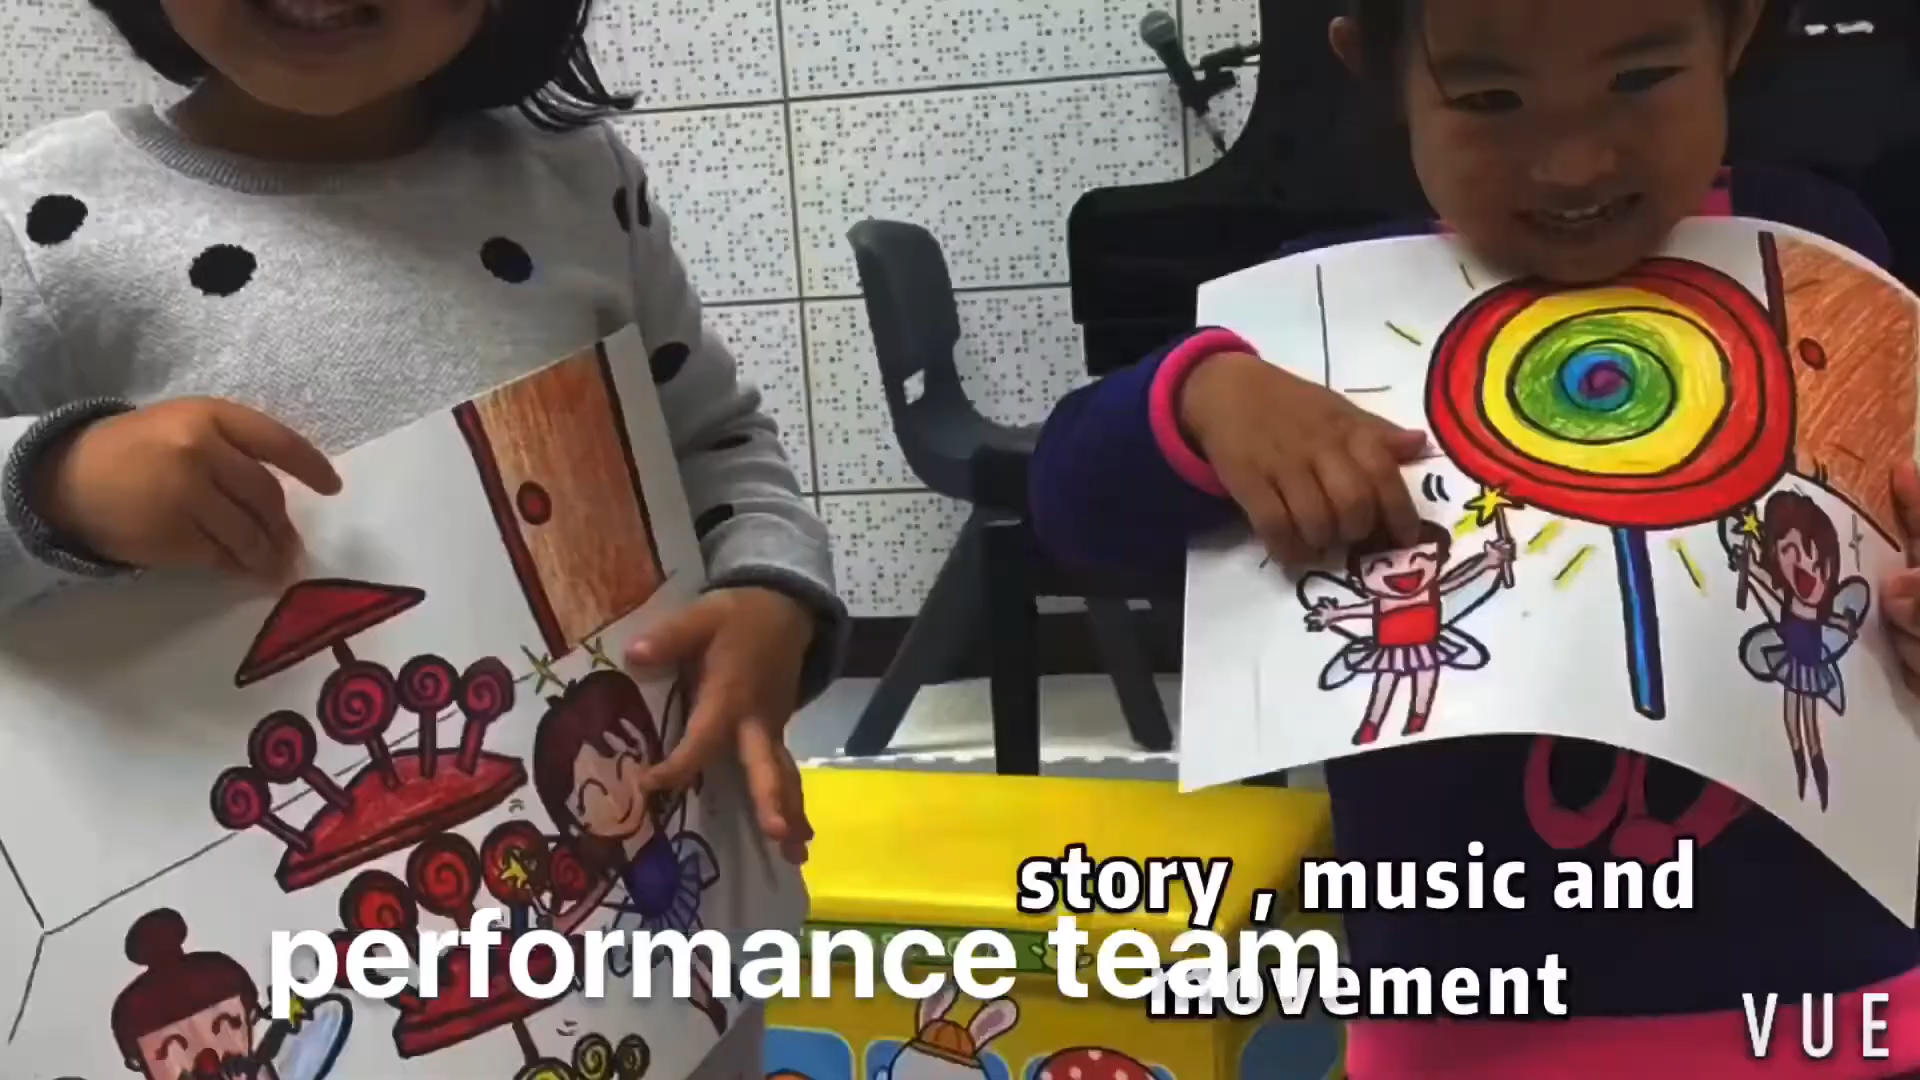 story , music and
performance team
movement
VUE